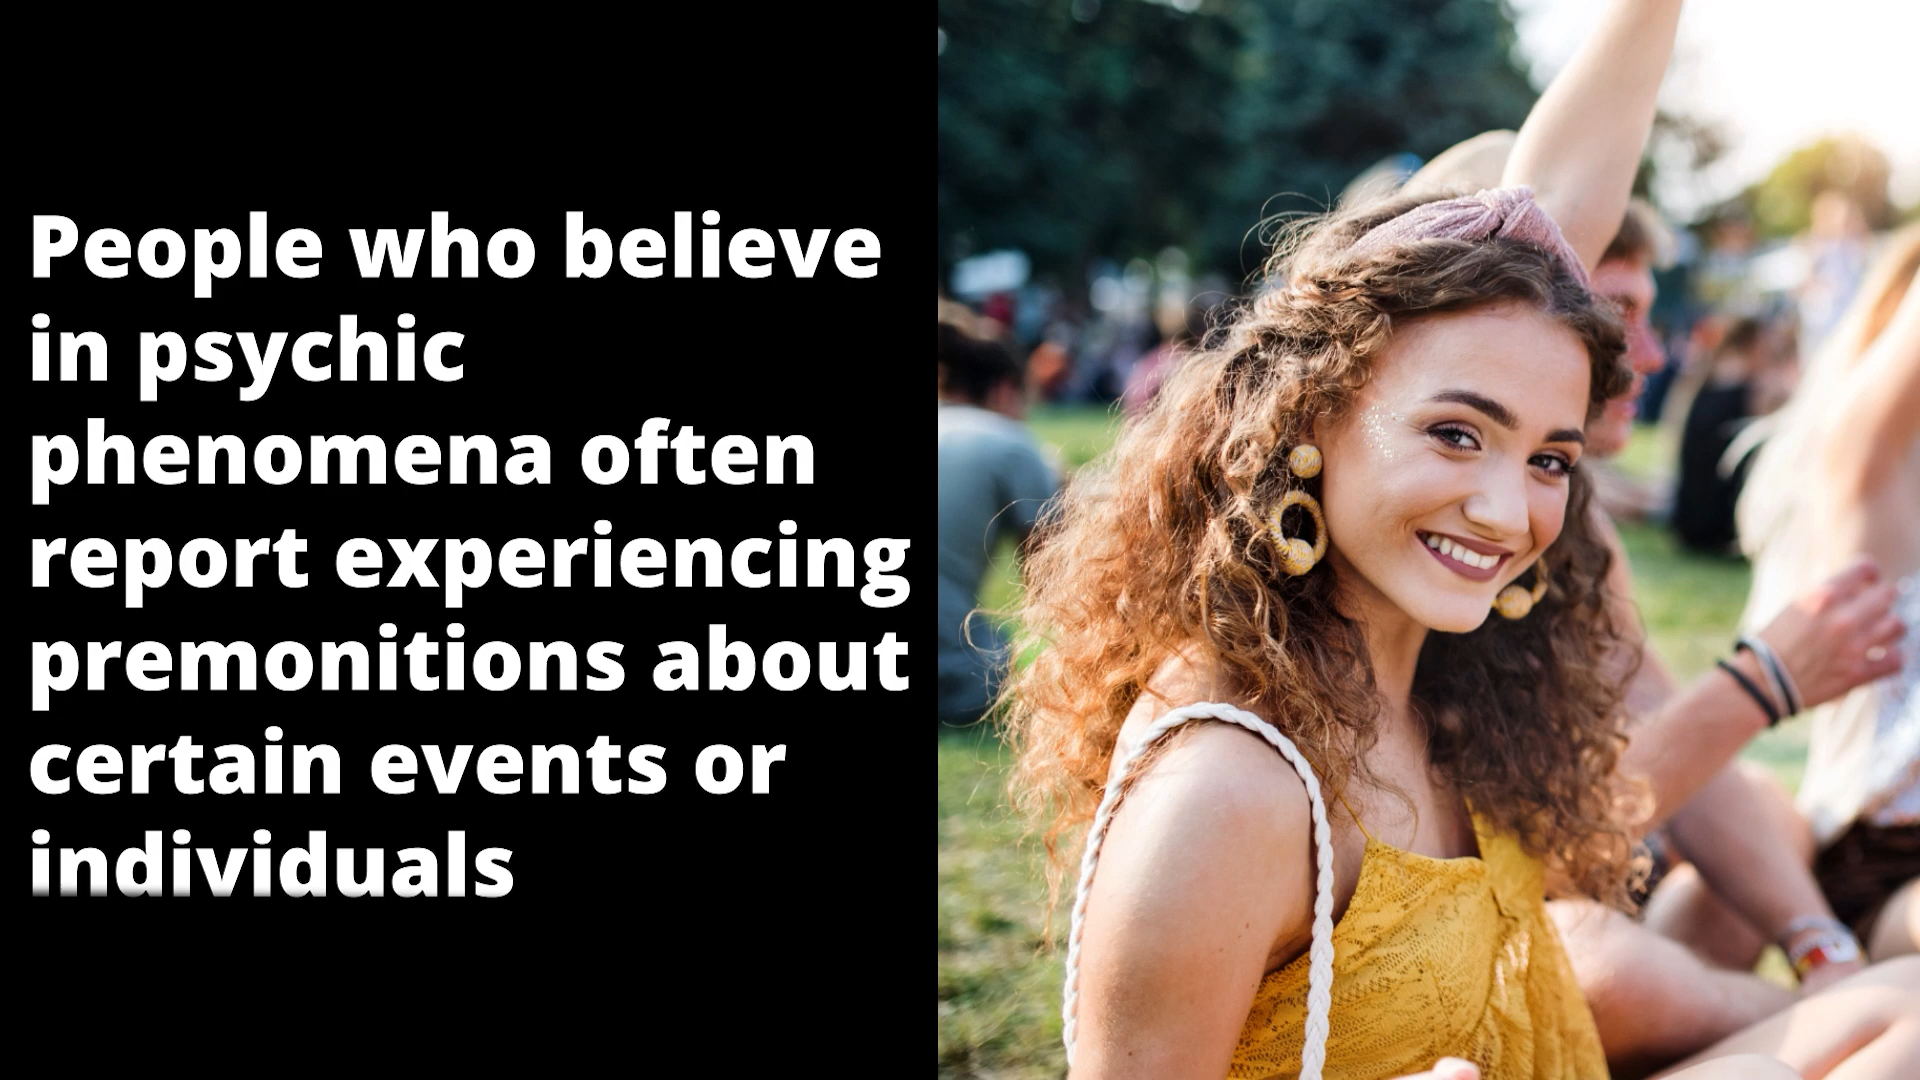 People who believe
in psychic
phenomena often
report experiencing
premonitions about
certain events or
individuals